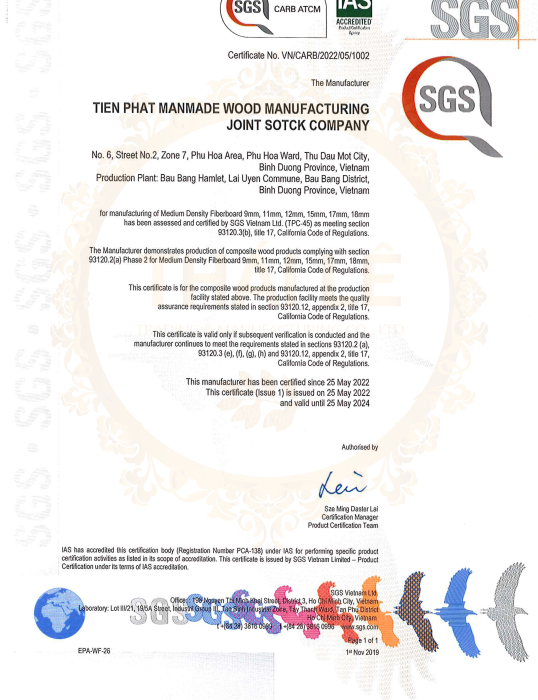 SGS
CARB ATCM
IAS
ACCREDITED
Product Certification
Agency
SGS
Certificate No. VN/CARB/2022/05/1002
The Manufacturer
SGS
TIEN PHAT MANMADE WOOD MANUFACTURING
JOINT SOTCK COMPANY
No. 6, Street No.2, Zone 7, Phu Hoa Area, Phu Hoa Ward, Thu Dau Mot City,
Binh Duong Province, Vietnam
Production Plant: Bau Bang Hamlet, Lai Uyen Commune, Bau Bang District,
Binh Duong Province, Vietnam
for manufacturing of Medium Density Fiberboard 9mm, 11mm, 12mm, 15mm, 17mm, 18mm
has been assessed and certified by SGS Vietnam Ltd. (TPC-45) as meeting section
93120.3(b), title 17, California Code of Regulations.
The Manufacturer demonstrates production of composite wood products complying with section
93120.2(a) Phase 2 for Medium Density Fiberboard 9mm, 11mm, 12mm, 15mm, 17mm, 18mm,
title 17, California Code of Regulations.
This certificate is for the composite wood products manufactured at the production
facility stated above. The production facility meets the quality
assurance requirements stated in section 93120.12, appendix 2, title 17,
California Code of Regulations.
This certificate is valid only if subsequent verification is conducted and the
manufacturer continues to meet the requirements stated in sections 93120.2 (a),
93120.3 (e), (f), (g), (h) and 93120.12, appendix 2, title 17,
California Code of Regulations.
This manufacturer has been certified since 25 May 2022
This certificate (Issue 1) is issued on 25 May 2022
and valid until 25 May 2024
Authorised by
Sze Ming Daster Lai
Certification Manager
Product Certification Team
IAS has accredited this certification body (Registration Number PCA-138) under IAS for performing specific product
certification activities as listed in its scope of accreditation. This certificate is issued by SGS Vietnam Limited – Product
Certification under its terms of IAS accreditation.
SGS Vietnam Ltd.
Office: 198 Nguyen Thi Minh Khai Street, District 3, Ho Chi Minh City, Vietnam
Laboratory: Lot III/21, 19/5A Street, Industrial Group III, Tan Binh Industrial Zone, Tay Thanh Ward, Tan Phu District
Ho Chi Minh City, Vietnam
www.sgs.com
SGS
Page 1 of 1
EPA-WF-26
1st Nov 2019
SGS SGS SGS SGS